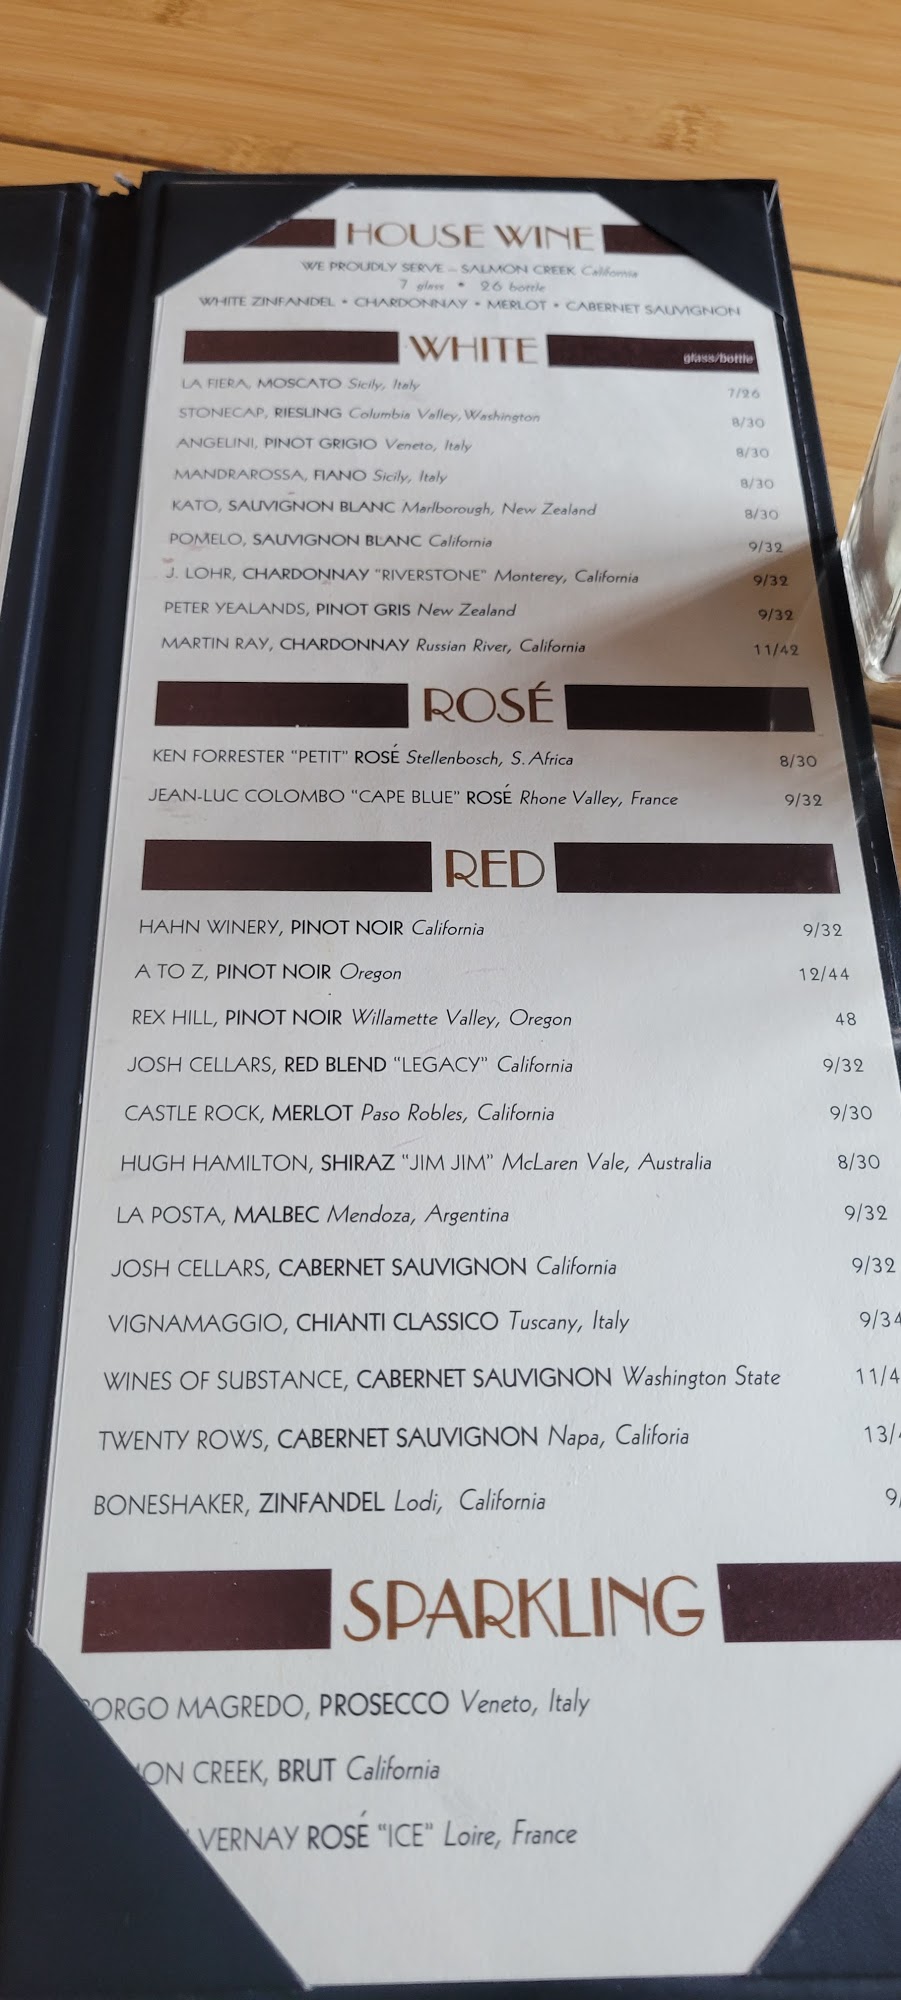 HOUSE WINE
WE PROUDLY SERVE – SALMON CREEK California
7 glass • 26 bottle
WHITE ZINFANDEL • CHARDONNAY • MERLOT • CABERNET SAUVIGNON
WHITE glass/bottle
LA FIERA, MOSCATO Sicily, Italy 7/26
STONECAP, RIESLING Columbia Valley, Washington 8/30
ANGELINI, PINOT GRIGIO Veneto, Italy 8/30
MANDRAROSSA, FIANO Sicily, Italy 8/30
KATO, SAUVIGNON BLANC Marlborough, New Zealand 8/30
POMELO, SAUVIGNON BLANC California 9/32
J. LOHR, CHARDONNAY "RIVERSTONE" Monterey, California 9/32
PETER YEALANDS, PINOT GRIS New Zealand 9/32
MARTIN RAY, CHARDONNAY Russian River, California 11/42
ROSÉ
KEN FORRESTER "PETIT" ROSÉ Stellenbosch, S. Africa 8/30
JEAN-LUC COLOMBO "CAPE BLUE" ROSÉ Rhone Valley, France 9/32
RED
HAHN WINERY, PINOT NOIR California 9/32
A TO Z, PINOT NOIR Oregon 12/44
REX HILL, PINOT NOIR Willamette Valley, Oregon 48
JOSH CELLARS, RED BLEND "LEGACY" California 9/32
CASTLE ROCK, MERLOT Paso Robles, California 9/30
HUGH HAMILTON, SHIRAZ "JIM JIM" McLaren Vale, Australia 8/30
LA POSTA, MALBEC Mendoza, Argentina 9/32
JOSH CELLARS, CABERNET SAUVIGNON California 9/32
VIGNAMAGGIO, CHIANTI CLASSICO Tuscany, Italy 9/34
WINES OF SUBSTANCE, CABERNET SAUVIGNON Washington State 11/4
TWENTY ROWS, CABERNET SAUVIGNON Napa, Califoria 13/
BONESHAKER, ZINFANDEL Lodi, California 9/
SPARKLING
ORGO MAGREDO, PROSECCO Veneto, Italy
ON CREEK, BRUT California
VERNAY ROSÉ "ICE" Loire, France